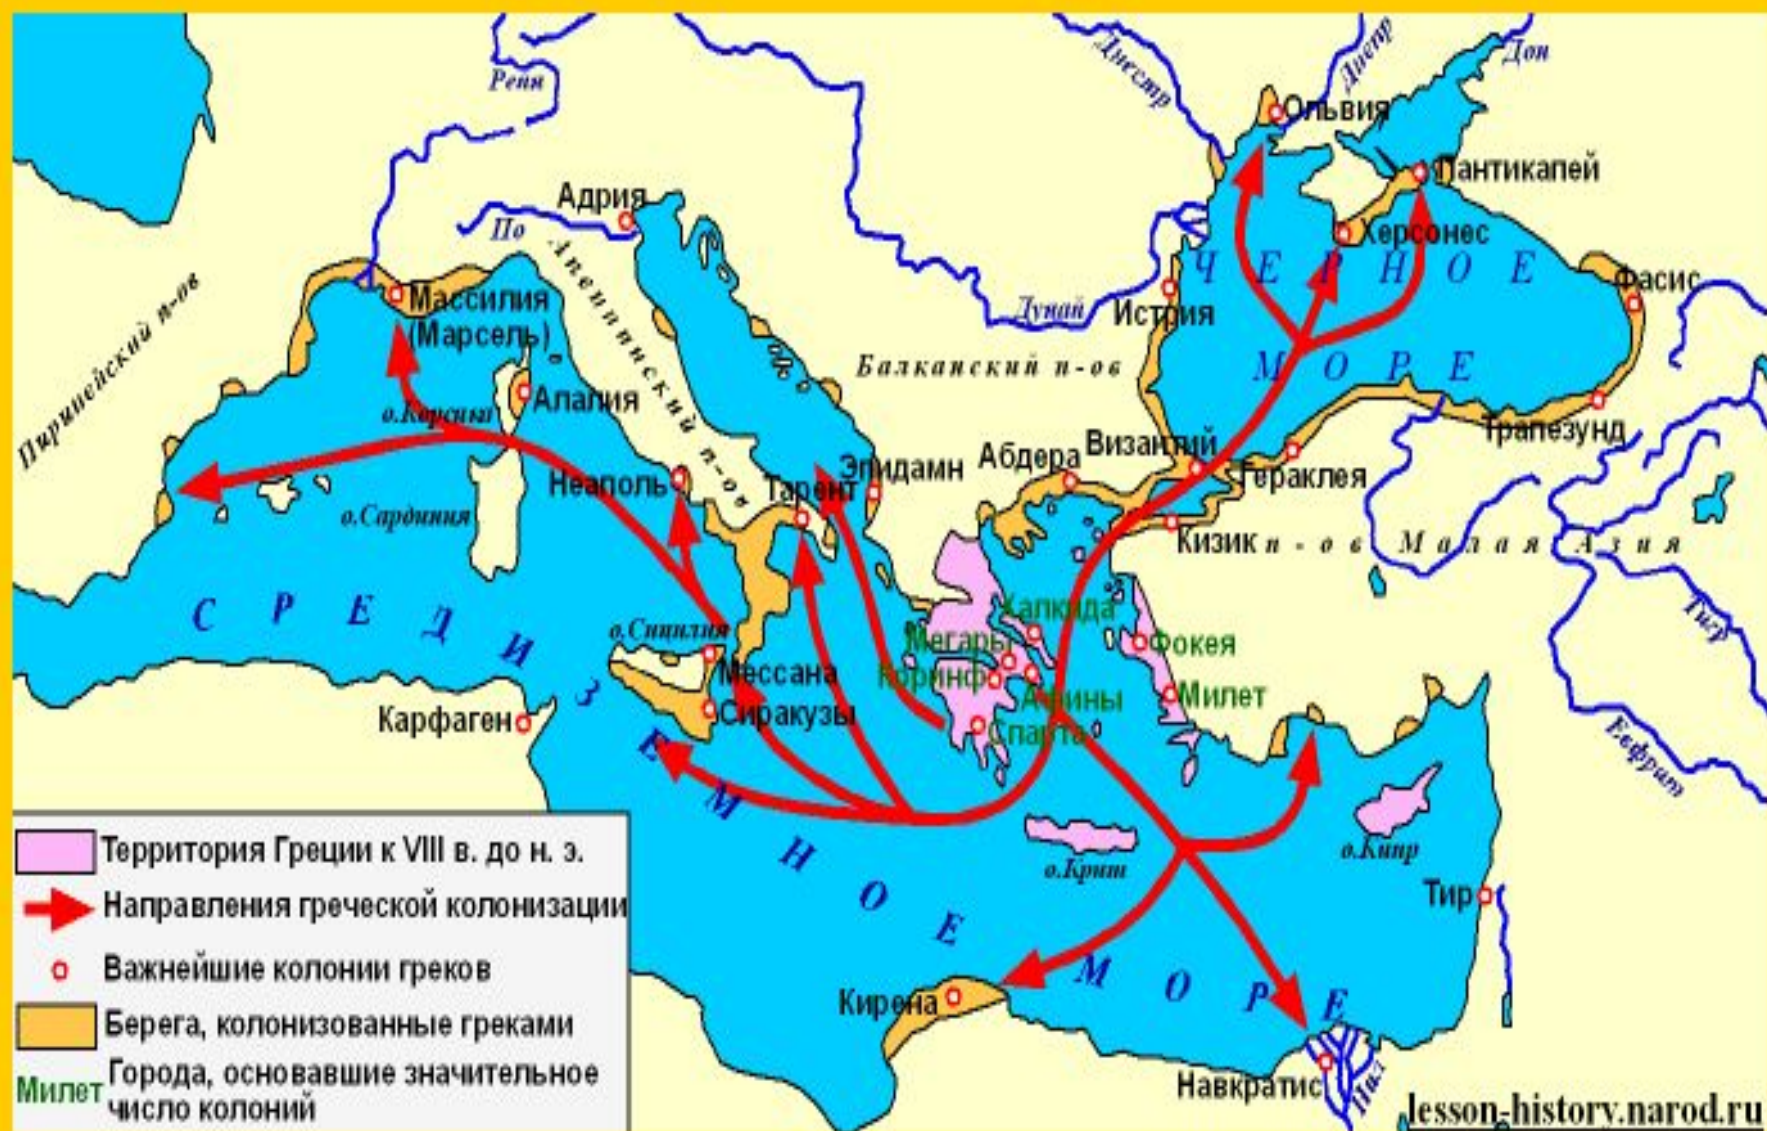 Рейн
Днестр
Днепр
Дон
Ольвия
Пантикапей
Херсонес
Адрия
По
Апеннинский п-ов
Пиринейский п-ов
Массилия
(Марсель)
Дунай
Истрия
Фасис
ЧЕРНОЕ
МОРЕ
Балканский п-ов
о.Корсика
Алалия
Трапезунд
Византий
Абдера
Гераклея
Эпидамн
Неаполь
Тарент
о.Сардиния
Кизик
п-ов Малая Азия
Тигр
СРЕДИЗЕМНОЕ МОРЕ
о.Сицилия
Халкида
Мегары
Коринф
Афины
Спарта
Фокея
Милет
Мессана
Сиракузы
Карфаген
Евфрат
о.Кипр
о.Крит
Тир
Кирена
Навкратис
Нил
Территория Греции к VIII в. до н. э.
Направления греческой колонизации
Важнейшие колонии греков
Берега, колонизованные греками
Милет Города, основавшие значительное
число колоний
lesson-history.narod.ru